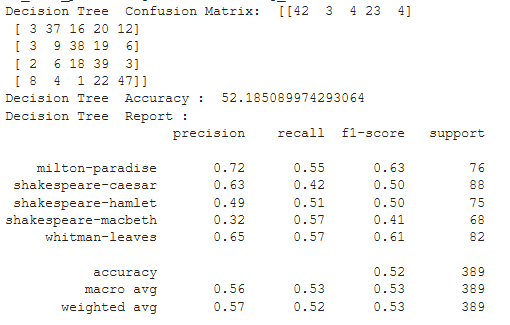 Decision Tree  Confusion Matrix:  [[42  3  4 23  4]
 [ 3 37 16 20 12]
 [ 3  9 38 19  6]
 [ 2  6 18 39  3]
 [ 8  4  1 22 47]]
Decision Tree  Accuracy :  52.185089974293064
Decision Tree  Report :
                     precision    recall  f1-score   support

    milton-paradise       0.72      0.55      0.63        76
 shakespeare-caesar       0.63      0.42      0.50        88
 shakespeare-hamlet       0.49      0.51      0.50        75
shakespeare-macbeth       0.32      0.57      0.41        68
     whitman-leaves       0.65      0.57      0.61        82

           accuracy                           0.52       389
          macro avg       0.56      0.53      0.53       389
       weighted avg       0.57      0.52      0.53       389